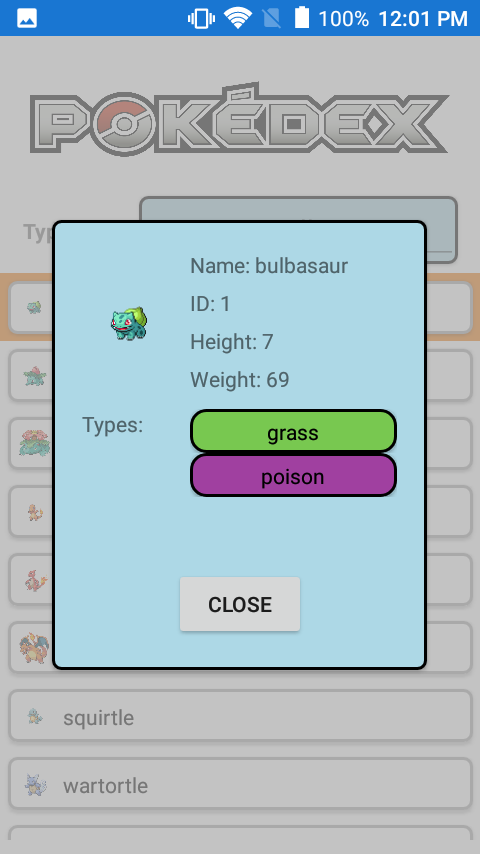 100% 12:01 PM
POKÉDEX
Typ
Name: bulbasaur
ID: 1
Height: 7
Weight: 69
Types:
grass
poison
CLOSE
squirtle
wartortle